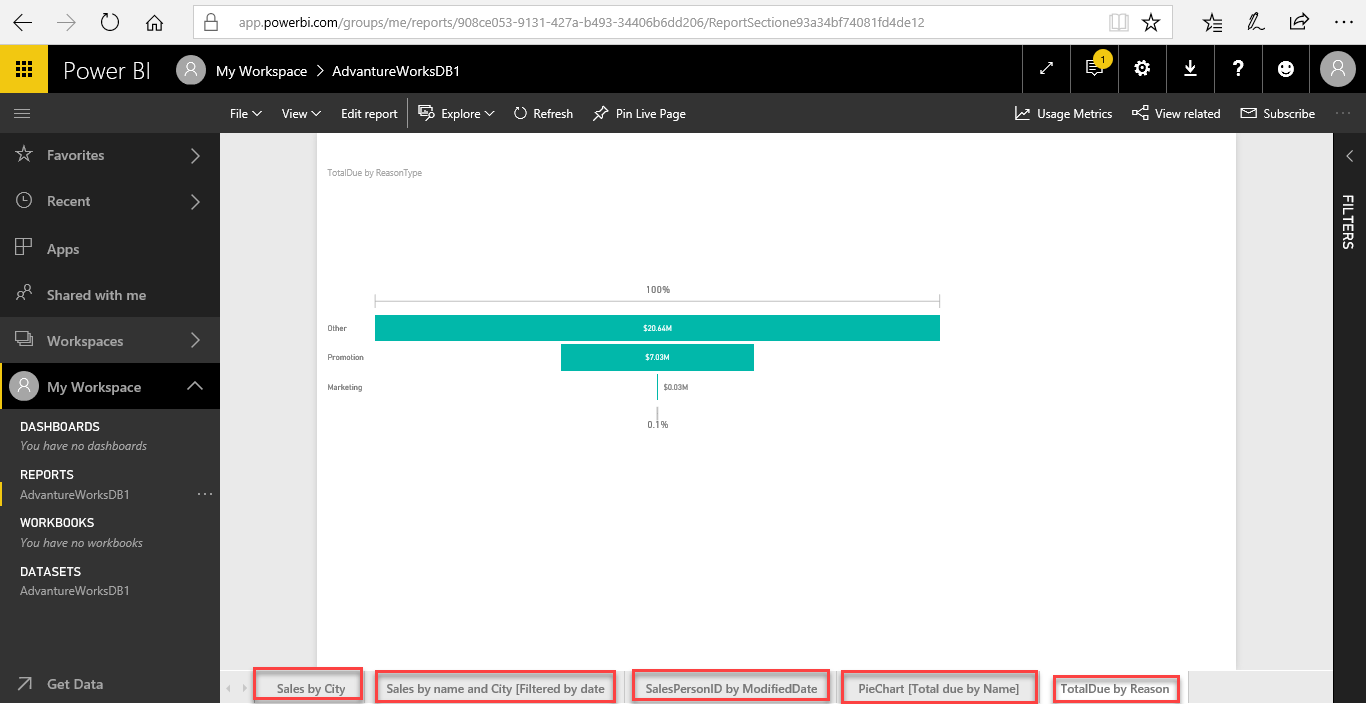 app.powerbi.com/groups/me/reports/908ce053-9131-427a-b493-34406b6dd206/ReportSectione93a34bf74081fd4de12
Power BI My Workspace > AdvantureWorksDB1 1 ?
File View Edit report Explore Refresh Pin Live Page Usage Metrics View related Subscribe
Favorites
Recent
Apps
Shared with me
Workspaces
My Workspace
DASHBOARDS
You have no dashboards
REPORTS
AdvantureWorksDB1
WORKBOOKS
You have no workbooks
DATASETS
AdvantureWorksDB1
Get Data
TotalDue by ReasonType
100%
Other $20.64M
Promotion $7.03M
Marketing $0.03M
0.1%
FILTERS
Sales by City Sales by name and City [Filtered by date SalesPersonID by ModifiedDate PieChart [Total due by Name] TotalDue by Reason